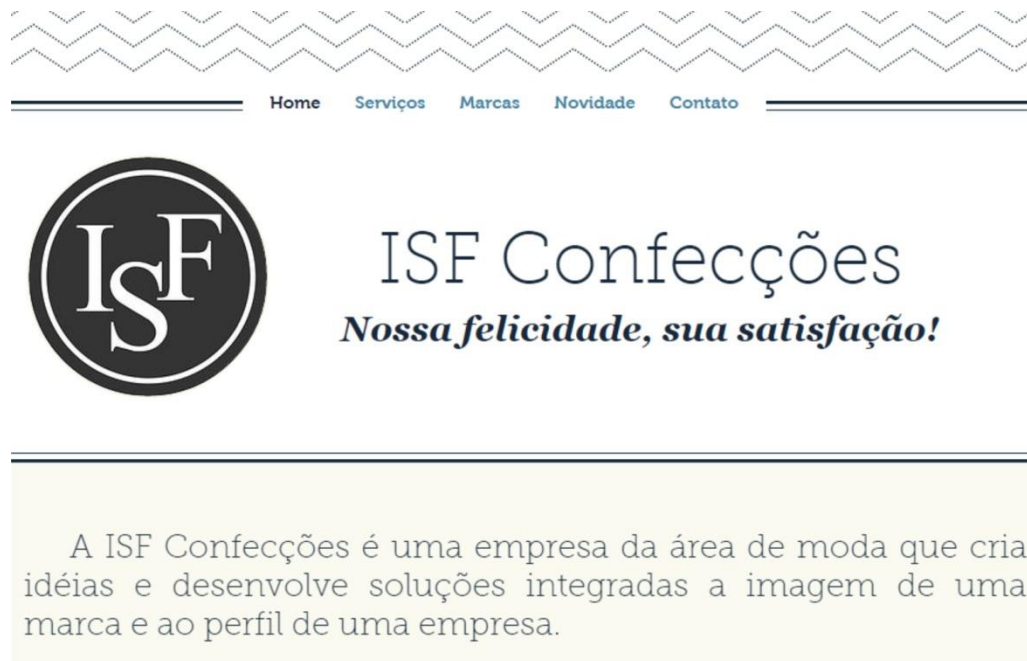 Home Serviços Marcas Novidade Contato
ISF
ISF Confecções
Nossa felicidade, sua satisfação!
A ISF Confecções é uma empresa da área de moda que cria
idéias e desenvolve soluções integradas a imagem de uma
marca e ao perfil de uma empresa.